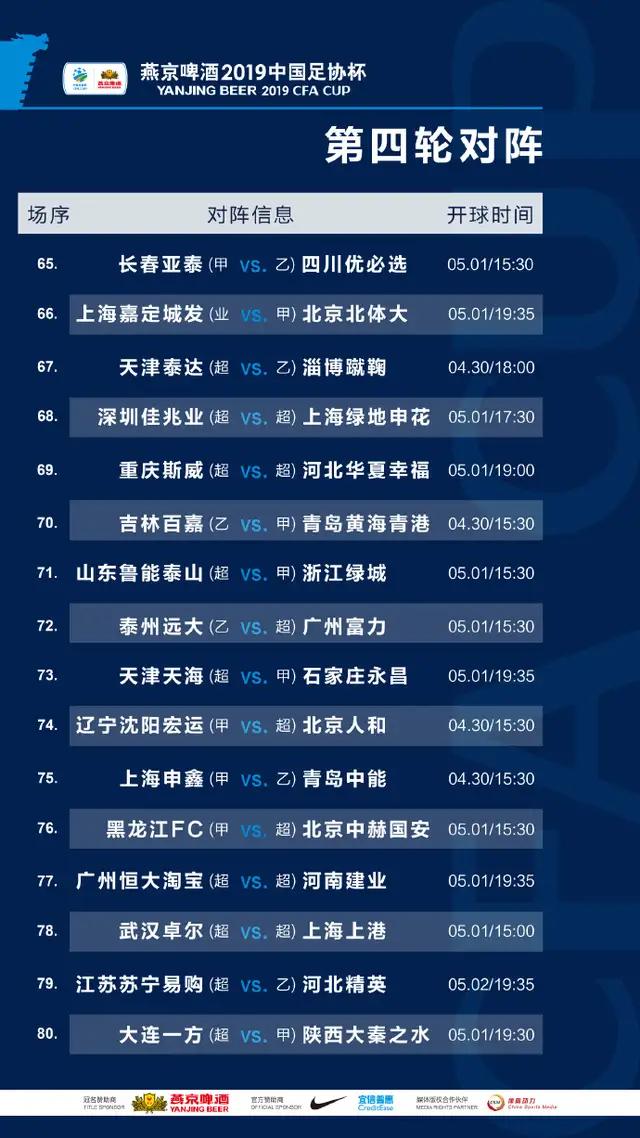 燕京啤酒2019中国足协杯
YANJING BEER 2019 CFA CUP
第四轮对阵
场序 对阵信息 开球时间
65. 长春亚泰(甲 VS. 乙)四川优必选 05.01/15:30
66. 上海嘉定城发(业 VS. 甲)北京北体大 05.01/19:35
67. 天津泰达(超 VS. 乙)淄博蹴鞠 04.30/18:00
68. 深圳佳兆业(超 VS. 超)上海绿地申花 05.01/17:30
69. 重庆斯威(超 VS. 超)河北华夏幸福 05.01/19:00
70. 吉林百嘉(乙 VS. 甲)青岛黄海青港 04.30/15:30
71. 山东鲁能泰山(超 VS. 甲)浙江绿城 05.01/15:30
72. 泰州远大(乙 VS. 超)广州富力 05.01/15:30
73. 天津天海(超 VS. 甲)石家庄永昌 05.01/19:35
74. 辽宁沈阳宏运(甲 VS. 超)北京人和 04.30/15:30
75. 上海申鑫(甲 VS. 乙)青岛中能 04.30/15:30
76. 黑龙江FC(甲 VS. 超)北京中赫国安 05.01/15:30
77. 广州恒大淘宝(超 VS. 超)河南建业 05.01/19:35
78. 武汉卓尔(超 VS. 超)上海上港 05.01/15:00
79. 江苏苏宁易购(超 VS. 乙)河北精英 05.02/19:35
80. 大连一方(超 VS. 甲)陕西大秦之水 05.01/19:30
CFA CUP
冠名赞助商 燕京啤酒 官方赞助商 宜信普惠 媒体版权合作伙伴
TITLE SPONSOR YANJING BEER OFFICIAL SPONSOR CreditEase MEDIA RIGHTS PARTNER China Sports Media